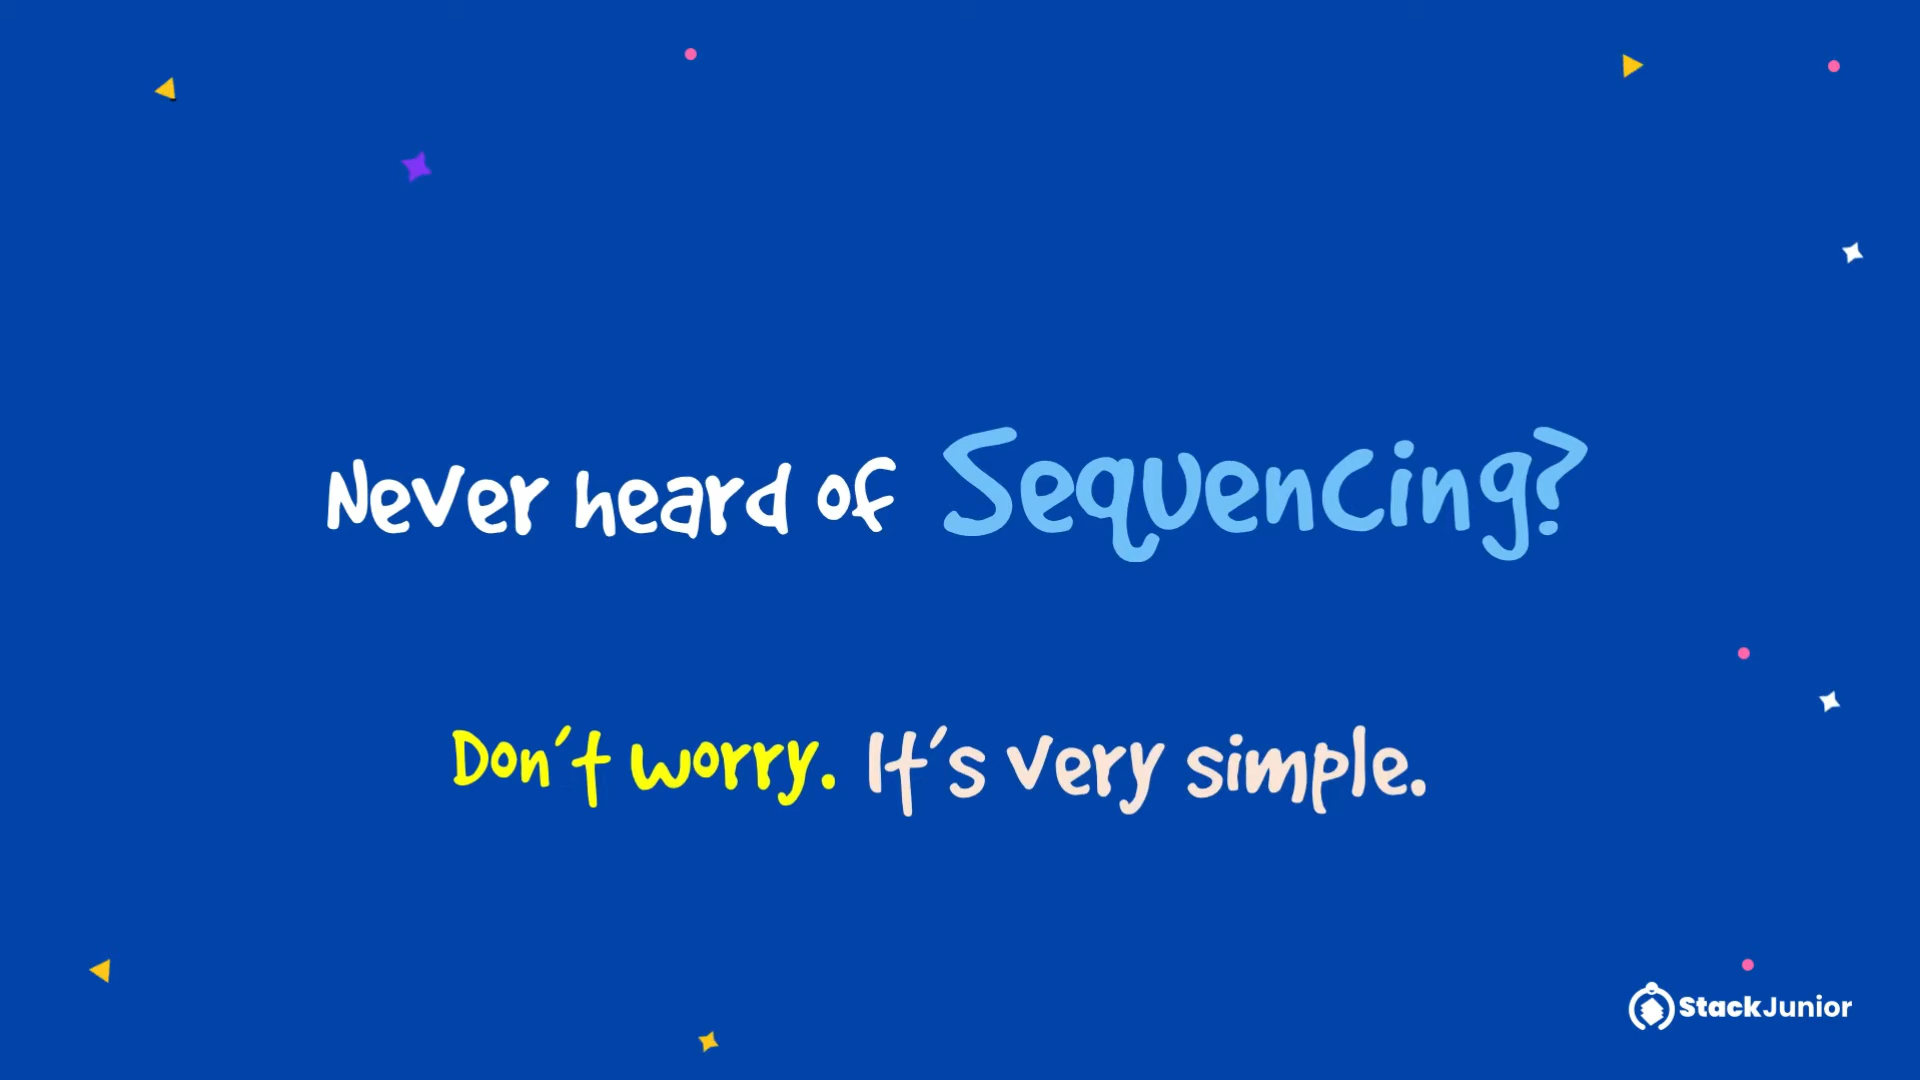 Never heard of Sequencing?
Don't worry. It's very simple.
StackJunior